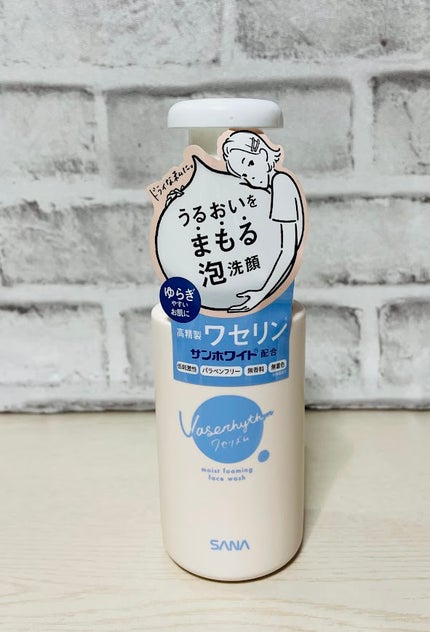 ドライなキミに。
うるおいを
まもる
泡洗顔
ゆらぎ
やすい
お肌に
高精製 ワセリン
サンホワイト 配合
低刺激性 パラベンフリー 無香料 無着色
Vaserhythm
ワセリズム
moist foaming
face wash
SANA